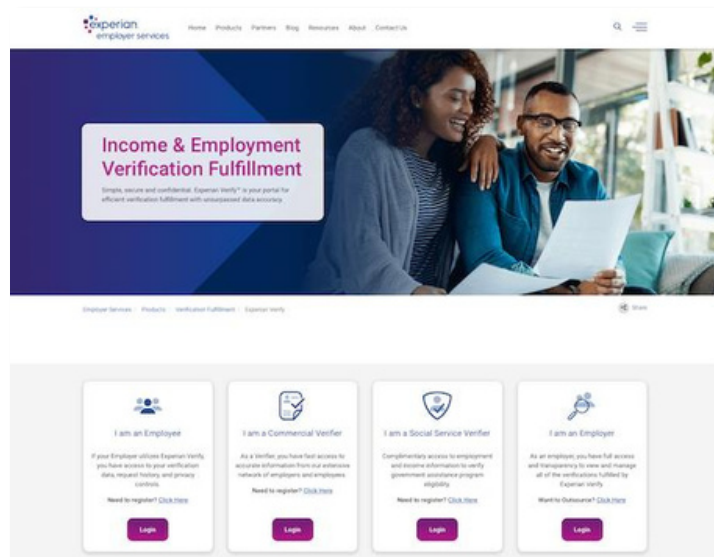 experian.
employer services
Home Products Partners Blog Resources About Contact Us
Income & Employment
Verification Fulfillment
Simple, secure and confidential. Experian Verify™ is your portal for
efficient verification fulfillment with unsurpassed data accuracy.
Employer Services Products Verification Fulfillment Experian Verify
Share
I am an Employee
If your Employer utilizes Experian Verify,
you have access to your verification
data, request history, and privacy
controls.
Need to register? Click Here
Login
I am a Commercial Verifier
As a Verifier, you have fast access to
accurate information from our extensive
network of employers and employees
Need to register? Click Here
Login
I am a Social Service Verifier
Complimentary access to employment
and income information to verify
government assistance program
eligibility.
Need to register? Click Here
Login
I am an Employer
As an employer, you have full access
and transparency to view and manage
all of the verifications fulfilled by
Experian Verify
Want to Outsource? Click Here
Login